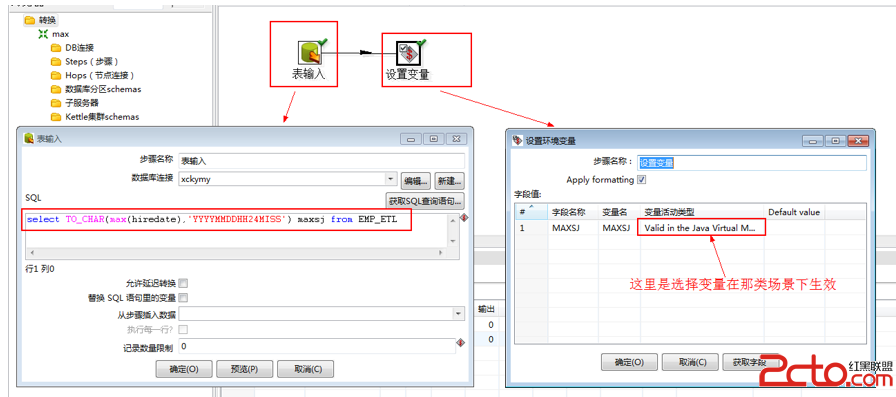 转换
max
DB连接
Steps（步骤）
Hops（节点连接）
数据库分区schemas
子服务器
Kettle集群schemas
表输入
设置变量
表输入
步骤名称 表输入
数据库连接 xckymy 编辑... 新建...
SQL 获取SQL查询语句...
select TO_CHAR(max(hiredate),'YYYYMMDDHH24MISS') maxsj from EMP_ETL
行1 列0
允许延迟转换
替换 SQL 语句里的变量
从步骤插入数据
执行每一行?
记录数量限制 0
确定(O) 预览(P) 取消(C)
输出
0
0
设置环境变量
步骤名称： 设置变量
Apply formatting
字段值:
# 字段名称 变量名 变量活动类型 Default value
1 MAXSJ MAXSJ Valid in the Java Virtual M...
这里是选择变量在那类场景下生效
确定(O) 取消(C) 获取字段
2cto.com
红黑联盟